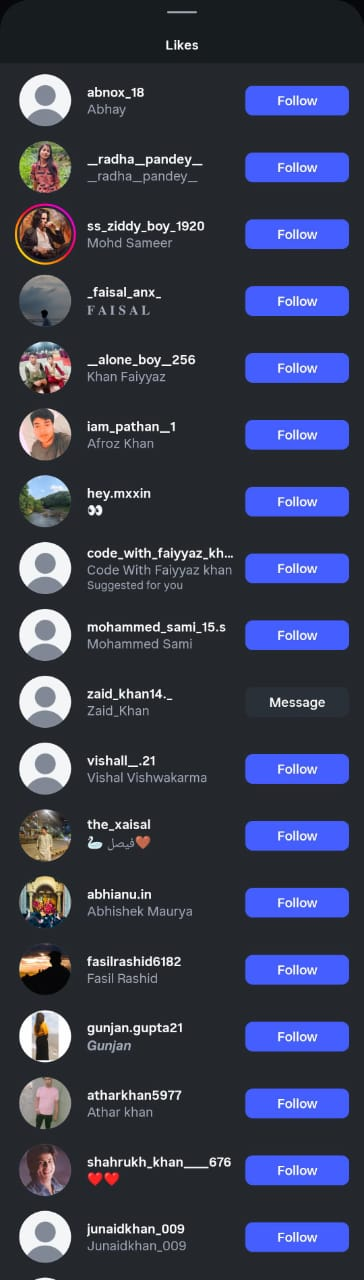 Likes
abnox_18
Abhay
Follow
__radha__pandey__
__radha__pandey__
Follow
ss_ziddy_boy_1920
Mohd Sameer
Follow
_faisal_anx_
𝐅 𝐀 𝐈 𝐒 𝐀 𝐋
Follow
__alone_boy__256
Khan Faiyyaz
Follow
iam_pathan__1
Afroz Khan
Follow
hey.mxxin
👀
Follow
code_with_faiyyaz_kh...
Code With Faiyyaz khan
Suggested for you
Follow
mohammed_sami_15.s
Mohammed Sami
Follow
zaid_khan14._
Zaid_Khan
Message
vishall__.21
Vishal Vishwakarma
Follow
the_xaisal
🦢 فيصل🤎
Follow
abhianu.in
Abhishek Maurya
Follow
fasilrashid6182
Fasil Rashid
Follow
gunjan.gupta21
𝙂𝙪𝙣𝙟𝙖𝙣
Follow
atharkhan5977
Athar khan
Follow
shahrukh_khan____676
❤️❤️
Follow
junaidkhan_009
Junaidkhan_009
Follow